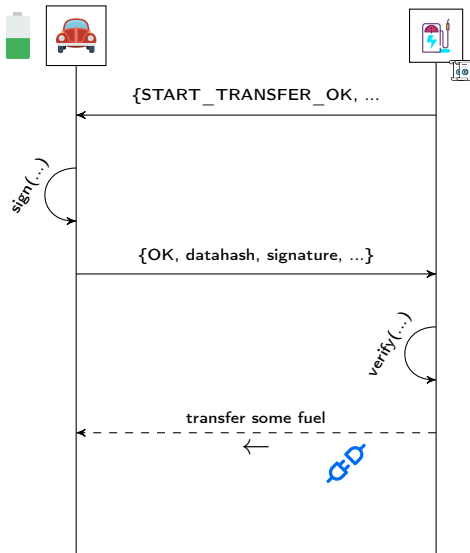 {START_TRANSFER_OK, ...
sign(...)
{OK, datahash, signature, ...}
verify(...)
transfer some fuel